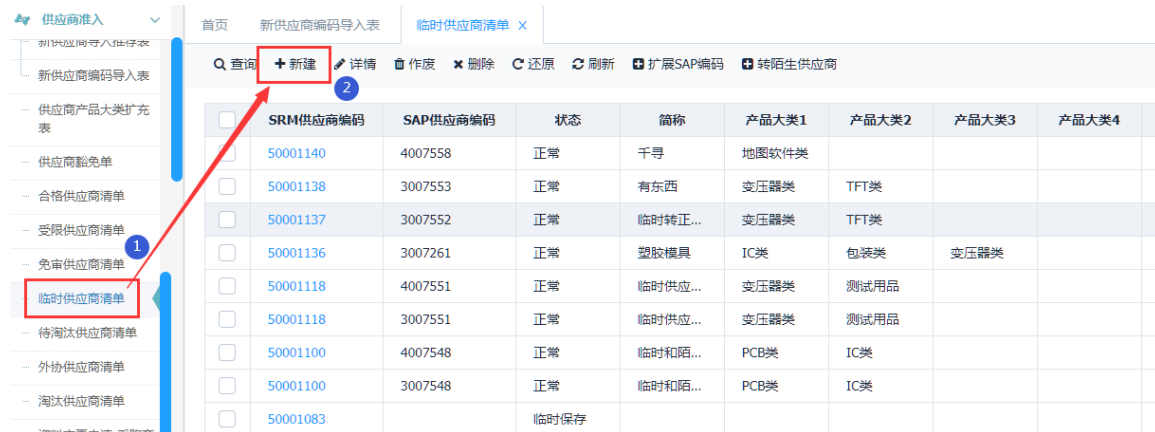 供应商准入
新供应商导入推荐表
新供应商编码导入表
供应商产品大类扩充
表
供应商豁免单
合格供应商清单
受限供应商清单
1
免审供应商清单
临时供应商清单
待淘汰供应商清单
外协供应商清单
淘汰供应商清单
首页 新供应商编码导入表 临时供应商清单 ×
查询 新建 详情 作废 删除 还原 刷新 扩展SAP编码 转陌生供应商
2
SRM供应商编码 SAP供应商编码 状态 简称 产品大类1 产品大类2 产品大类3 产品大类4
50001140 4007558 正常 千寻 地图软件类
50001138 3007553 正常 有东西 变压器类 TFT类
50001137 3007552 正常 临时转正... 变压器类 TFT类
50001136 3007261 正常 塑胶模具 IC类 包装类 变压器类
50001118 4007551 正常 临时供应... 变压器类 测试用品
50001118 3007551 正常 临时供应... 变压器类 测试用品
50001100 4007548 正常 临时和陌... PCB类 IC类
50001100 3007548 正常 临时和陌... PCB类 IC类
50001083 临时保存